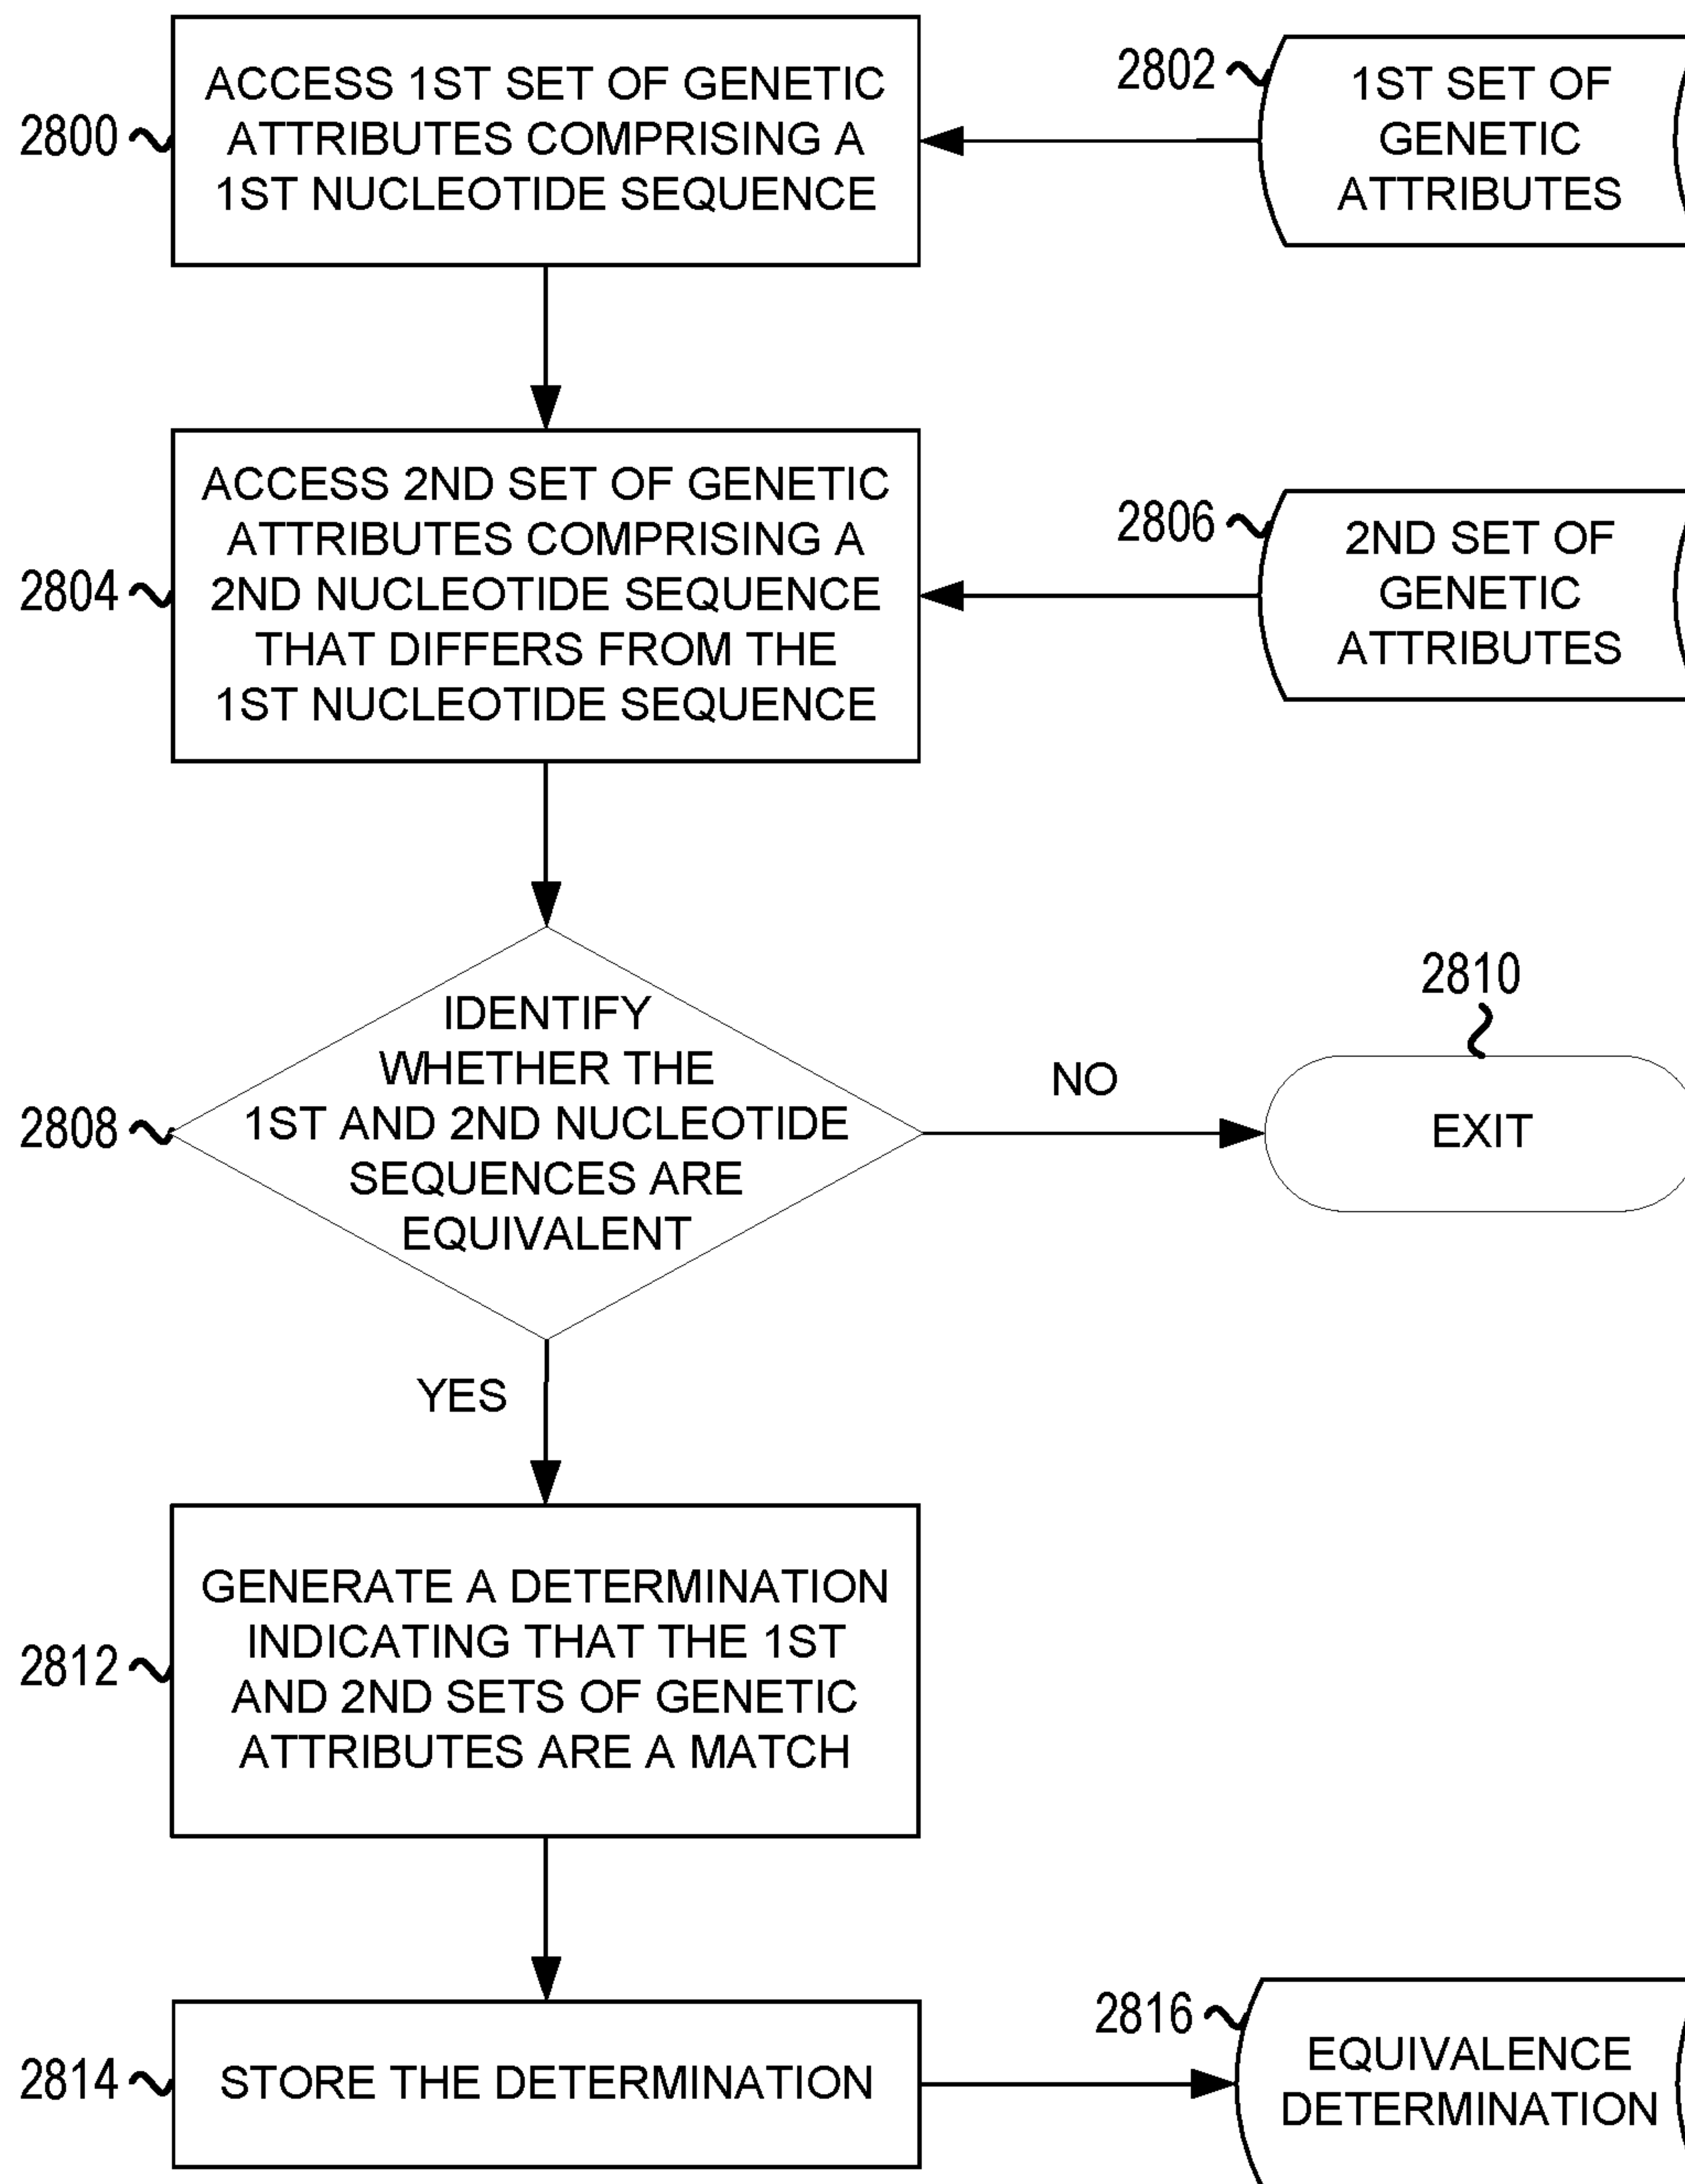 2800
ACCESS 1ST SET OF GENETIC
ATTRIBUTES COMPRISING A
1ST NUCLEOTIDE SEQUENCE
2802
1ST SET OF
GENETIC
ATTRIBUTES
2804
ACCESS 2ND SET OF GENETIC
ATTRIBUTES COMPRISING A
2ND NUCLEOTIDE SEQUENCE
THAT DIFFERS FROM THE
1ST NUCLEOTIDE SEQUENCE
2806
2ND SET OF
GENETIC
ATTRIBUTES
2808
IDENTIFY
WHETHER THE
1ST AND 2ND NUCLEOTIDE
SEQUENCES ARE
EQUIVALENT
NO
2810
EXIT
YES
2812
GENERATE A DETERMINATION
INDICATING THAT THE 1ST
AND 2ND SETS OF GENETIC
ATTRIBUTES ARE A MATCH
2814
STORE THE DETERMINATION
2816
EQUIVALENCE
DETERMINATION